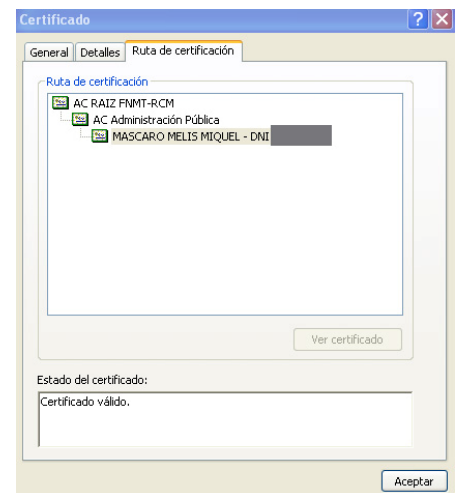 Certificado
General Detalles Ruta de certificación
Ruta de certificación
AC RAIZ FNMT-RCM
AC Administración Pública
MASCARO MELIS MIQUEL - DNI
Ver certificado
Estado del certificado:
Certificado válido.
Aceptar